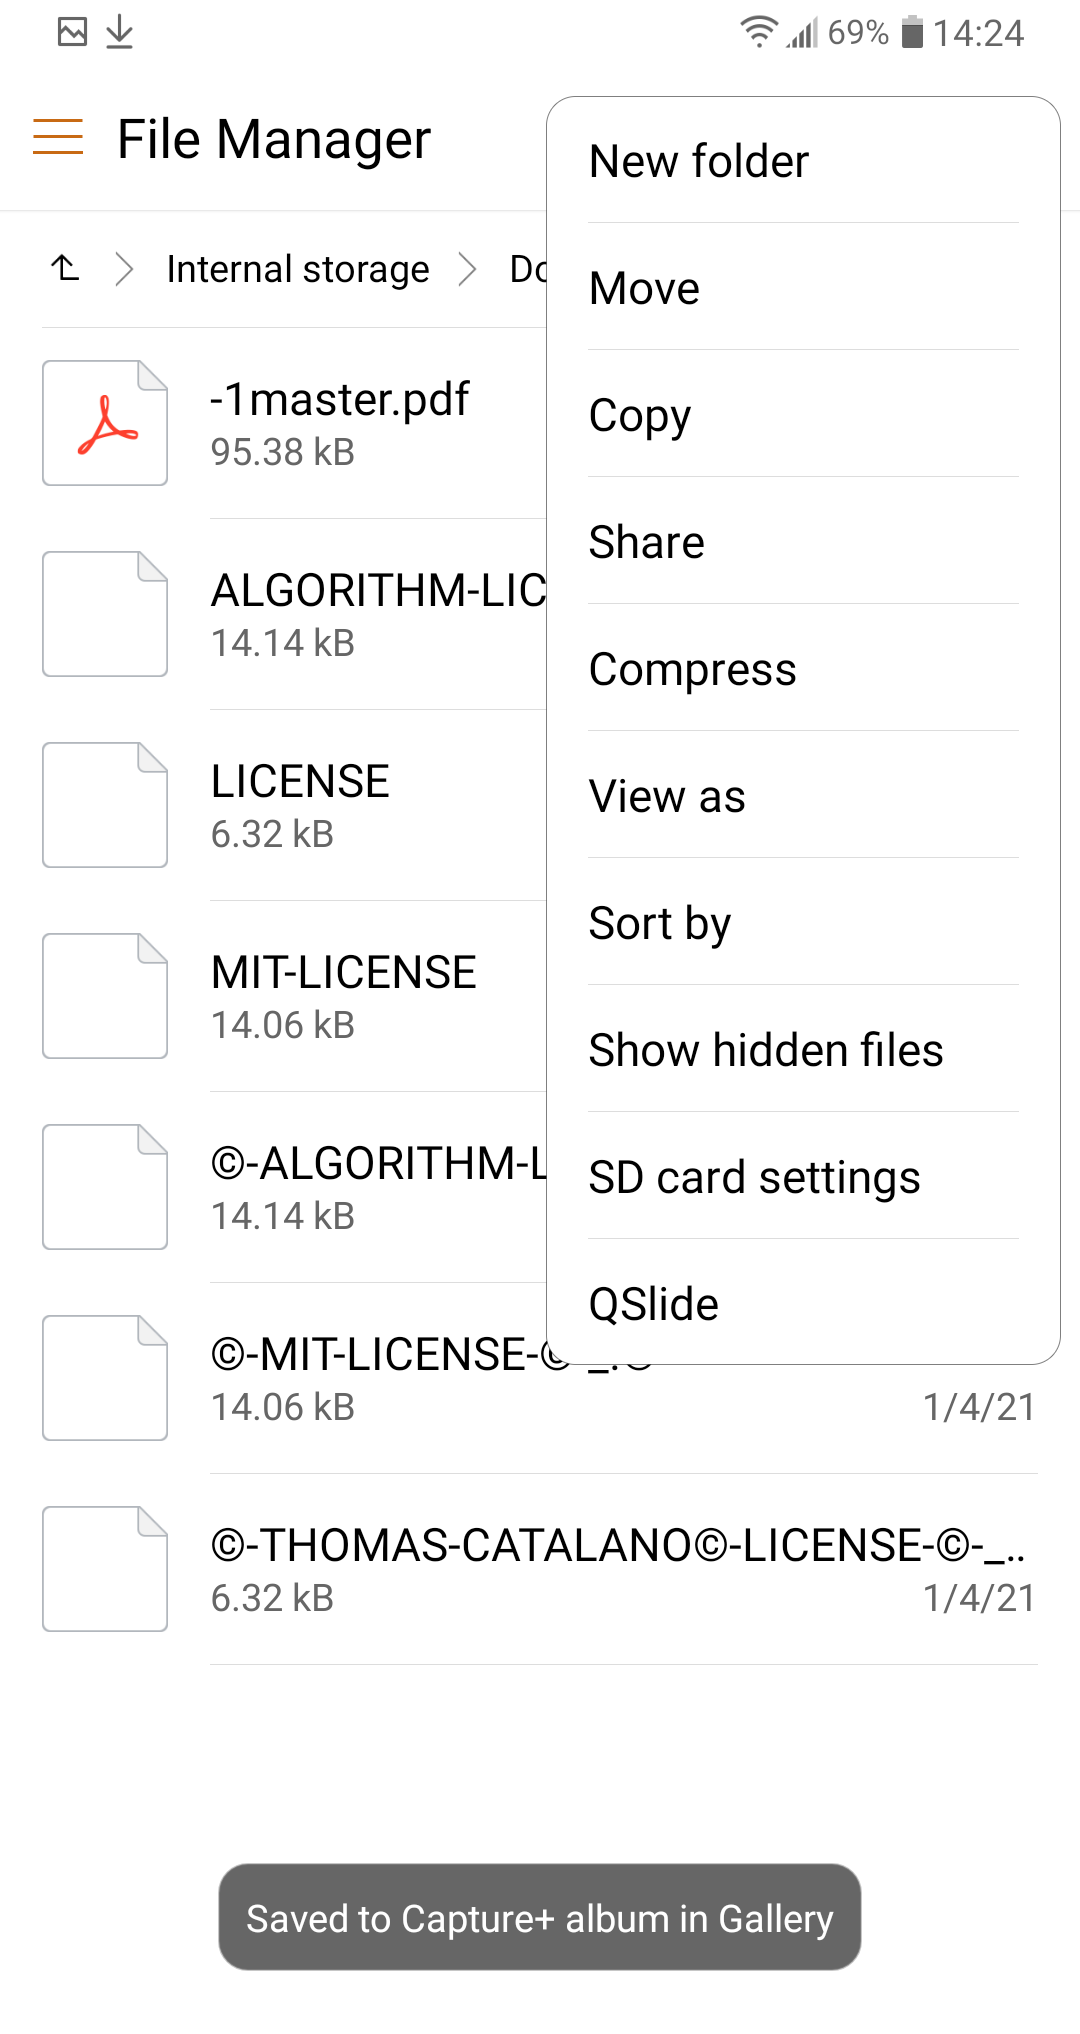 69% 14:24
File Manager
Internal storage
-1master.pdf
95.38 kB
ALGORITHM-LIC
14.14 kB
LICENSE
6.32 kB
MIT-LICENSE
14.06 kB
©-ALGORITHM-L
14.14 kB
©-MIT-LICENSE-
14.06 kB 1/4/21
©-THOMAS-CATALANO©-LICENSE-©-_..
6.32 kB 1/4/21
New folder
Move
Copy
Share
Compress
View as
Sort by
Show hidden files
SD card settings
QSlide
Saved to Capture+ album in Gallery